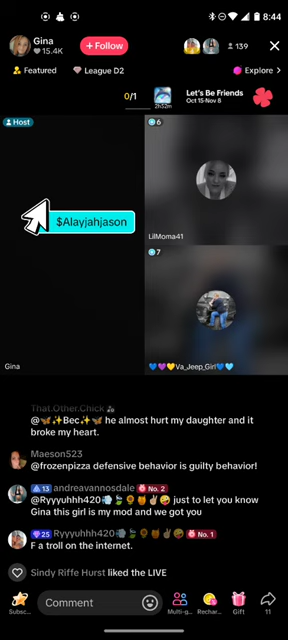 8:44
Gina
15.4K
+ Follow
139
Featured
League D2
Explore >
0/1
2h32m
Let's Be Friends
Oct 15-Nov 8
Host
6
$Alayjahjason
LilMoma41
7
Gina
💙💜💛Va_Jeep_Girl💙🩵
That.Other.Chick
@🦋✨Bec✨🦋 he almost hurt my daughter and it
broke my heart.
Maeson523
@frozenpizza defensive behavior is guilty behavior!
13 andreavannosdale No. 2
@Ryyyuhhh420💨🍃🌻✌🏼🤪 just to let you know
Gina this girl is my mod and we got you
25 Ryyyuhhh420💨🍃🌻✌🏼🤪 No. 1
F a troll on the internet.
Sindy Riffe Hurst liked the LIVE
Subsc...
Comment
Multi-g...
Rechar...
Gift
11